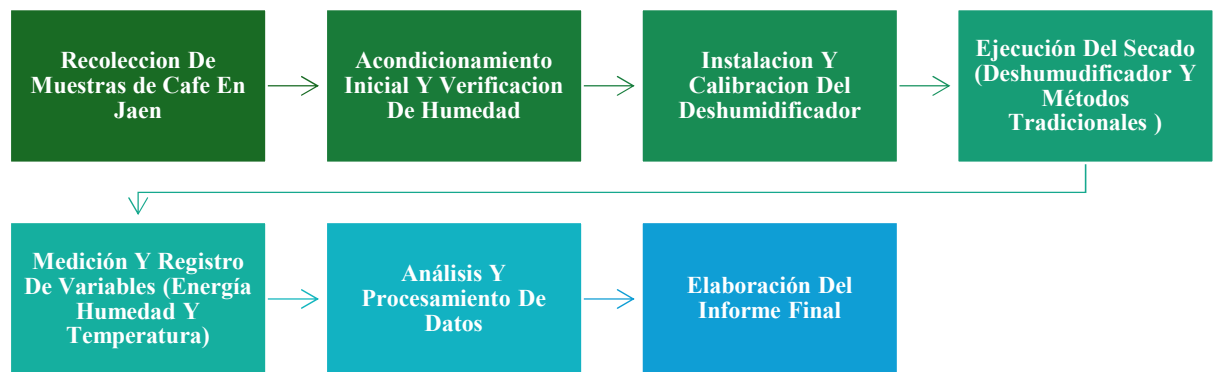 Recoleccion De
Muestras de Cafe En
Jaen
Acondicionamiento
Inicial Y Verificacion
De Humedad
Instalacion Y
Calibracion Del
Deshumidificador
Ejecución Del Secado
(Deshumudificador Y
Métodos
Tradicionales )
Medición Y Registro
De Variables (Energía
Humedad Y
Temperatura)
Análisis Y
Procesamiento De
Datos
Elaboración Del
Informe Final